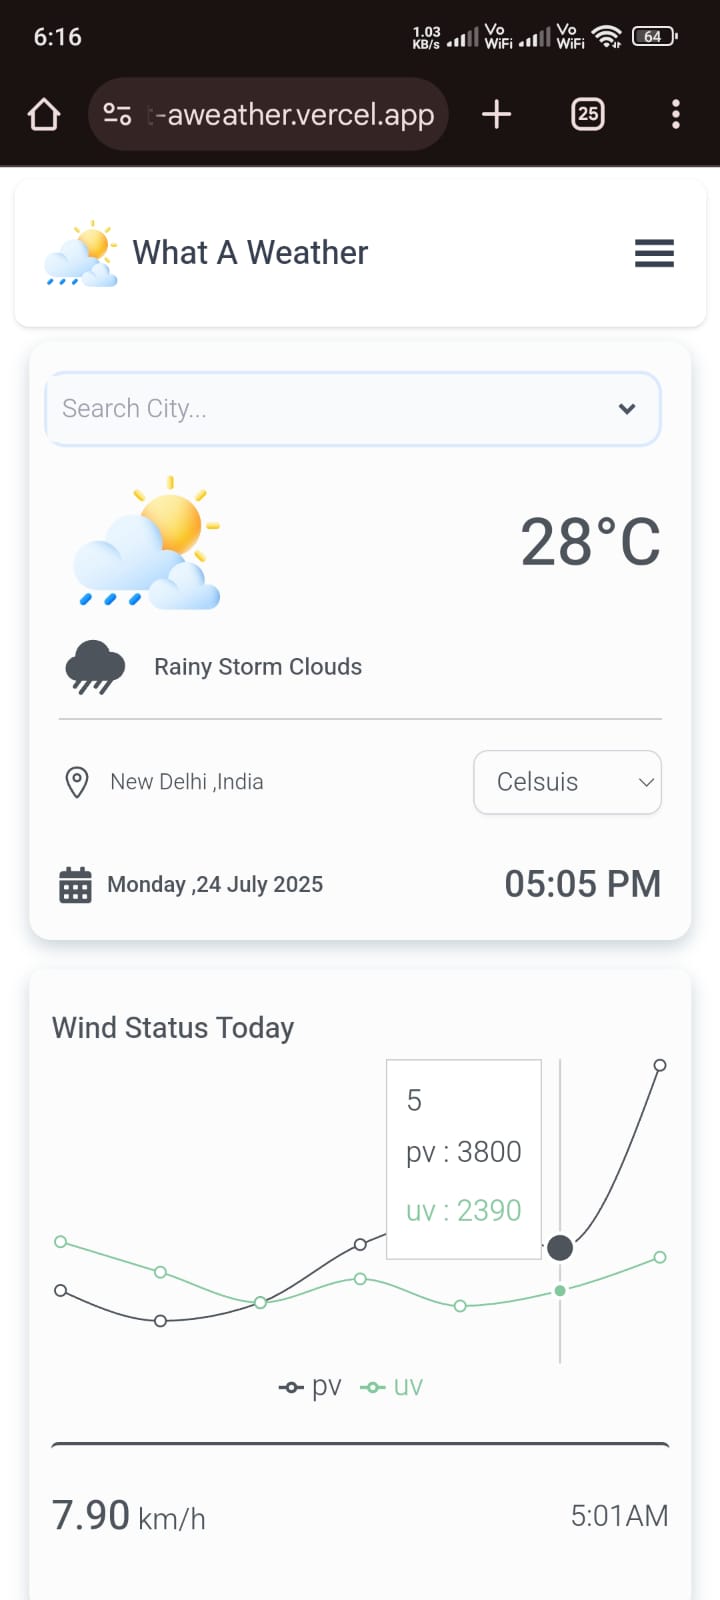 6:16
1.03 KB/s Vo WiFi Vo WiFi 64
-aweather.vercel.app
25
What A Weather
Search City...
28°C
Rainy Storm Clouds
New Delhi ,India
Celsuis
Monday ,24 July 2025
05:05 PM
Wind Status Today
5
pv : 3800
uv : 2390
pv uv
7.90 km/h
5:01AM